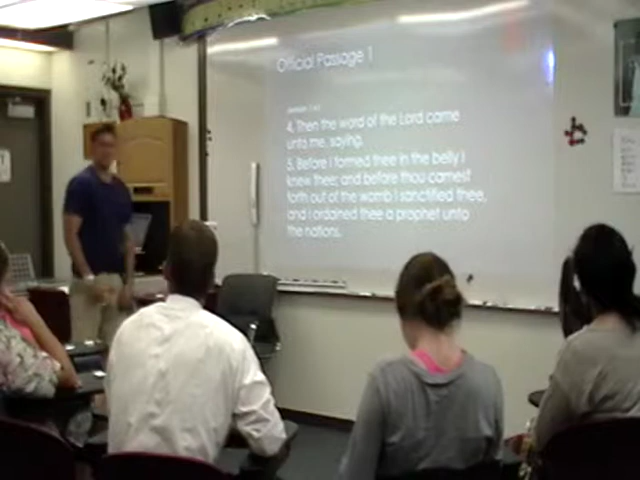 Official Passage 1
4. Then the word of the Lord came
unto me, saying,
5. Before I formed thee in the belly I
knew thee; and before thou camest
forth out of the womb I sanctified thee,
and I ordained thee a prophet unto
the nations.